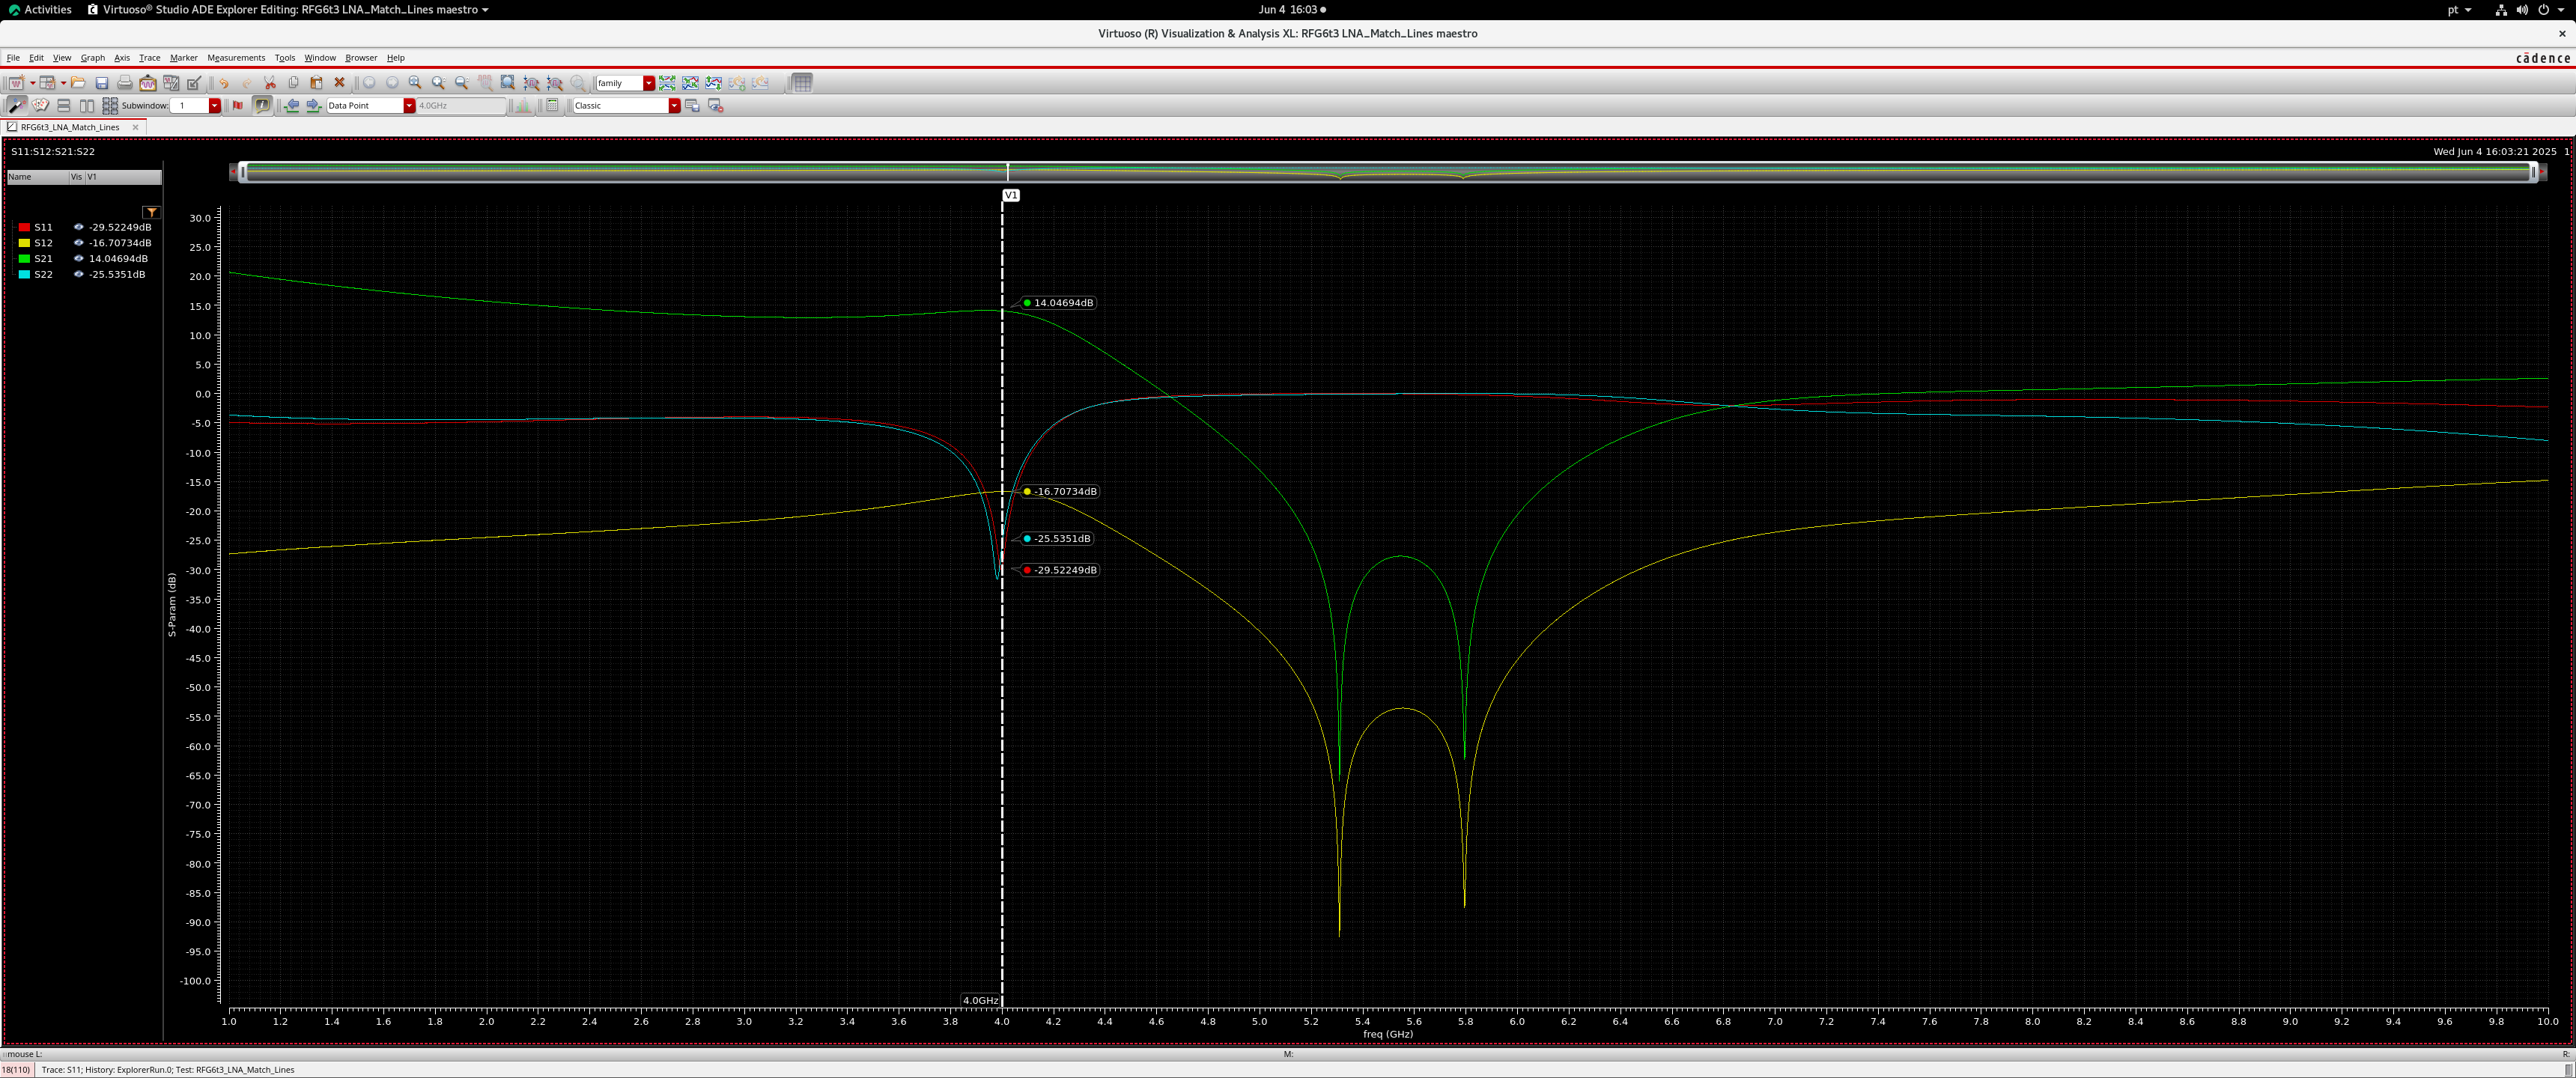 Activities Virtuoso® Studio ADE Explorer Editing: RFG6t3 LNA_Match_Lines maestro Jun 4 16:03 pt
Virtuoso (R) Visualization & Analysis XL: RFG6t3 LNA_Match_Lines maestro
File Edit View Graph Axis Trace Marker Measurements Tools Window Browser Help cādence
family
Subwindow: 1 Data Point 4.0GHz Classic
RFG6t3_LNA_Match_Lines
S11:S12:S21:S22
Wed Jun 4 16:03:21 2025 1
Name Vis V1
S11 -29.52249dB
S12 -16.70734dB
S21 14.04694dB
S22 -25.5351dB
V1
30.0
25.0
20.0
15.0
10.0
5.0
0.0
-5.0
-10.0
-15.0
-20.0
-25.0
-30.0
-35.0
-40.0
-45.0
-50.0
-55.0
-60.0
-65.0
-70.0
-75.0
-80.0
-85.0
-90.0
-95.0
-100.0
S-Param (dB)
14.04694dB
-16.70734dB
-25.5351dB
-29.52249dB
4.0GHz
1.0 1.2 1.4 1.6 1.8 2.0 2.2 2.4 2.6 2.8 3.0 3.2 3.4 3.6 3.8 4.0 4.2 4.4 4.6 4.8 5.0 5.2 5.4 5.6 5.8 6.0 6.2 6.4 6.6 6.8 7.0 7.2 7.4 7.6 7.8 8.0 8.2 8.4 8.6 8.8 9.0 9.2 9.4 9.6 9.8 10.0
freq (GHz)
mouse L: M: R:
18(110) Trace: S11; History: ExplorerRun.0; Test: RFG6t3_LNA_Match_Lines